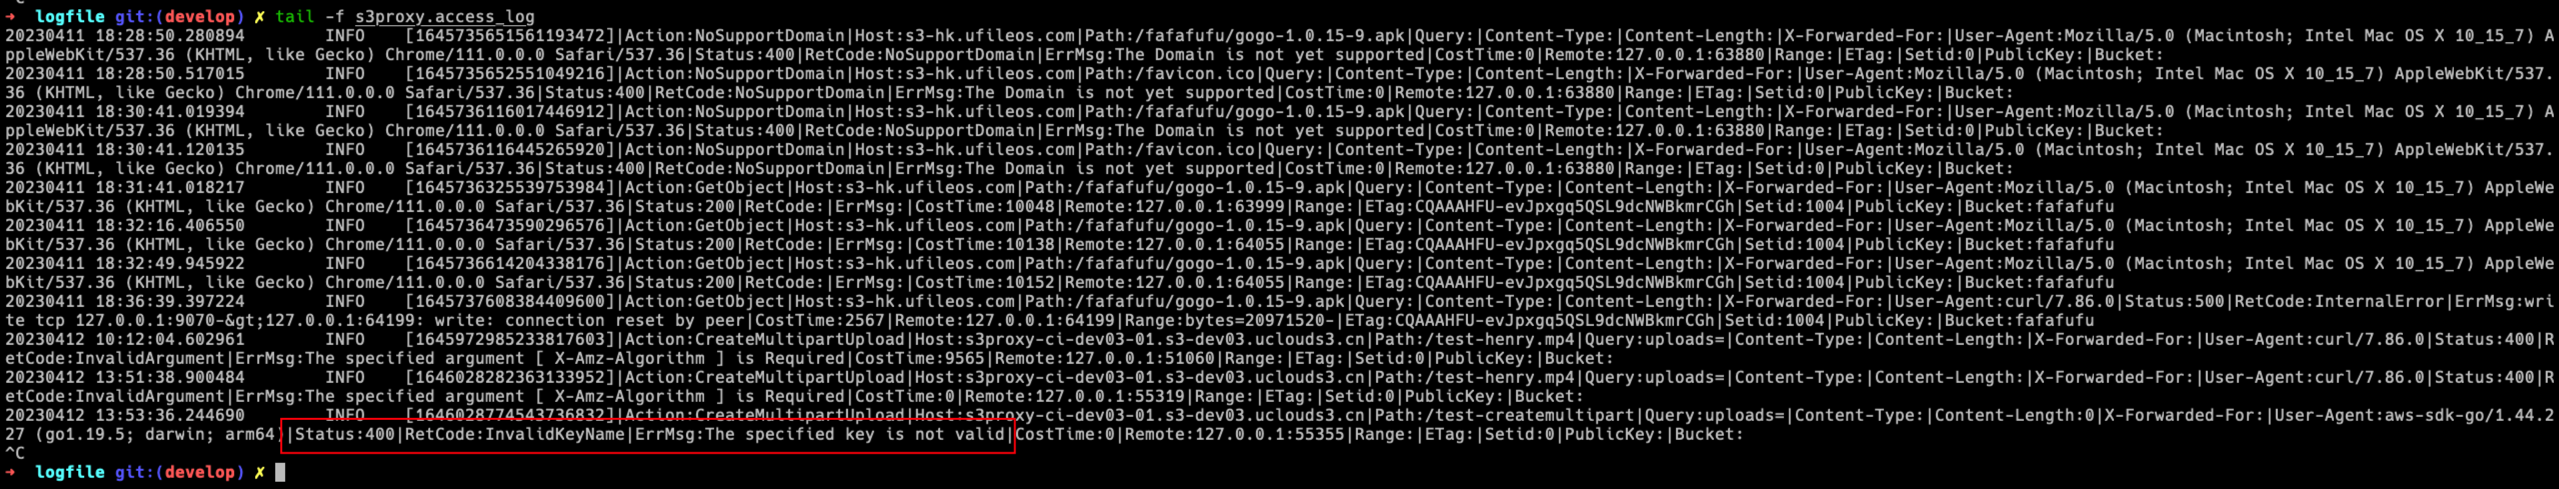 ➜  logfile git:(develop) ✗ tail -f s3proxy.access_log
20230411 18:28:50.280894        INFO    [1645735651561193472]|Action:NoSupportDomain|Host:s3-hk.ufileos.com|Path:/fafafufu/gogo-1.0.15-9.apk|Query:|Content-Type:|Content-Length:|X-Forwarded-For:|User-Agent:Mozilla/5.0 (Macintosh; Intel Mac OS X 10_15_7) A
ppleWebKit/537.36 (KHTML, like Gecko) Chrome/111.0.0.0 Safari/537.36|Status:400|RetCode:NoSupportDomain|ErrMsg:The Domain is not yet supported|CostTime:0|Remote:127.0.0.1:63880|Range:|ETag:|Setid:0|PublicKey:|Bucket:
20230411 18:28:50.517015        INFO    [1645735652551049216]|Action:NoSupportDomain|Host:s3-hk.ufileos.com|Path:/favicon.ico|Query:|Content-Type:|Content-Length:|X-Forwarded-For:|User-Agent:Mozilla/5.0 (Macintosh; Intel Mac OS X 10_15_7) AppleWebKit/537.
36 (KHTML, like Gecko) Chrome/111.0.0.0 Safari/537.36|Status:400|RetCode:NoSupportDomain|ErrMsg:The Domain is not yet supported|CostTime:0|Remote:127.0.0.1:63880|Range:|ETag:|Setid:0|PublicKey:|Bucket:
20230411 18:30:41.019394        INFO    [1645736116017446912]|Action:NoSupportDomain|Host:s3-hk.ufileos.com|Path:/fafafufu/gogo-1.0.15-9.apk|Query:|Content-Type:|Content-Length:|X-Forwarded-For:|User-Agent:Mozilla/5.0 (Macintosh; Intel Mac OS X 10_15_7) A
ppleWebKit/537.36 (KHTML, like Gecko) Chrome/111.0.0.0 Safari/537.36|Status:400|RetCode:NoSupportDomain|ErrMsg:The Domain is not yet supported|CostTime:0|Remote:127.0.0.1:63880|Range:|ETag:|Setid:0|PublicKey:|Bucket:
20230411 18:30:41.120135        INFO    [1645736116445265920]|Action:NoSupportDomain|Host:s3-hk.ufileos.com|Path:/favicon.ico|Query:|Content-Type:|Content-Length:|X-Forwarded-For:|User-Agent:Mozilla/5.0 (Macintosh; Intel Mac OS X 10_15_7) AppleWebKit/537.
36 (KHTML, like Gecko) Chrome/111.0.0.0 Safari/537.36|Status:400|RetCode:NoSupportDomain|ErrMsg:The Domain is not yet supported|CostTime:0|Remote:127.0.0.1:63880|Range:|ETag:|Setid:0|PublicKey:|Bucket:
20230411 18:31:41.018217        INFO    [1645736325539753984]|Action:GetObject|Host:s3-hk.ufileos.com|Path:/fafafufu/gogo-1.0.15-9.apk|Query:|Content-Type:|Content-Length:|X-Forwarded-For:|User-Agent:Mozilla/5.0 (Macintosh; Intel Mac OS X 10_15_7) AppleWe
bKit/537.36 (KHTML, like Gecko) Chrome/111.0.0.0 Safari/537.36|Status:200|RetCode:|ErrMsg:|CostTime:10048|Remote:127.0.0.1:63999|Range:|ETag:CQAAAHFU-evJpxgq5QSL9dcNWBkmrCGh|Setid:1004|PublicKey:|Bucket:fafafufu
20230411 18:32:16.406550        INFO    [1645736473590296576]|Action:GetObject|Host:s3-hk.ufileos.com|Path:/fafafufu/gogo-1.0.15-9.apk|Query:|Content-Type:|Content-Length:|X-Forwarded-For:|User-Agent:Mozilla/5.0 (Macintosh; Intel Mac OS X 10_15_7) AppleWe
bKit/537.36 (KHTML, like Gecko) Chrome/111.0.0.0 Safari/537.36|Status:200|RetCode:|ErrMsg:|CostTime:10138|Remote:127.0.0.1:64055|Range:|ETag:CQAAAHFU-evJpxgq5QSL9dcNWBkmrCGh|Setid:1004|PublicKey:|Bucket:fafafufu
20230411 18:32:49.945922        INFO    [1645736614204338176]|Action:GetObject|Host:s3-hk.ufileos.com|Path:/fafafufu/gogo-1.0.15-9.apk|Query:|Content-Type:|Content-Length:|X-Forwarded-For:|User-Agent:Mozilla/5.0 (Macintosh; Intel Mac OS X 10_15_7) AppleWe
bKit/537.36 (KHTML, like Gecko) Chrome/111.0.0.0 Safari/537.36|Status:200|RetCode:|ErrMsg:|CostTime:10152|Remote:127.0.0.1:64055|Range:|ETag:CQAAAHFU-evJpxgq5QSL9dcNWBkmrCGh|Setid:1004|PublicKey:|Bucket:fafafufu
20230411 18:36:39.397224        INFO    [1645737608384409600]|Action:GetObject|Host:s3-hk.ufileos.com|Path:/fafafufu/gogo-1.0.15-9.apk|Query:|Content-Type:|Content-Length:|X-Forwarded-For:|User-Agent:curl/7.86.0|Status:500|RetCode:InternalError|ErrMsg:wri
te tcp 127.0.0.1:9070-&gt;127.0.0.1:64199: write: connection reset by peer|CostTime:2567|Remote:127.0.0.1:64199|Range:bytes=20971520-|ETag:CQAAAHFU-evJpxgq5QSL9dcNWBkmrCGh|Setid:1004|PublicKey:|Bucket:fafafufu
20230412 10:12:04.602961        INFO    [1645972985233817603]|Action:CreateMultipartUpload|Host:s3proxy-ci-dev03-01.s3-dev03.uclouds3.cn|Path:/test-henry.mp4|Query:uploads=|Content-Type:|Content-Length:|X-Forwarded-For:|User-Agent:curl/7.86.0|Status:400|R
etCode:InvalidArgument|ErrMsg:The specified argument [ X-Amz-Algorithm ] is Required|CostTime:9565|Remote:127.0.0.1:51060|Range:|ETag:|Setid:0|PublicKey:|Bucket:
20230412 13:51:38.900484        INFO    [1646028282363133952]|Action:CreateMultipartUpload|Host:s3proxy-ci-dev03-01.s3-dev03.uclouds3.cn|Path:/test-henry.mp4|Query:uploads=|Content-Type:|Content-Length:|X-Forwarded-For:|User-Agent:curl/7.86.0|Status:400|R
etCode:InvalidArgument|ErrMsg:The specified argument [ X-Amz-Algorithm ] is Required|CostTime:0|Remote:127.0.0.1:55319|Range:|ETag:|Setid:0|PublicKey:|Bucket:
20230412 13:53:36.244690        INFO    [1646028774543736832]|Action:CreateMultipartUpload|Host:s3proxy-ci-dev03-01.s3-dev03.uclouds3.cn|Path:/test-createmultipart|Query:uploads=|Content-Type:|Content-Length:0|X-Forwarded-For:|User-Agent:aws-sdk-go/1.44.2
27 (go1.19.5; darwin; arm64)|Status:400|RetCode:InvalidKeyName|ErrMsg:The specified key is not valid|CostTime:0|Remote:127.0.0.1:55355|Range:|ETag:|Setid:0|PublicKey:|Bucket:
^C
➜  logfile git:(develop) ✗